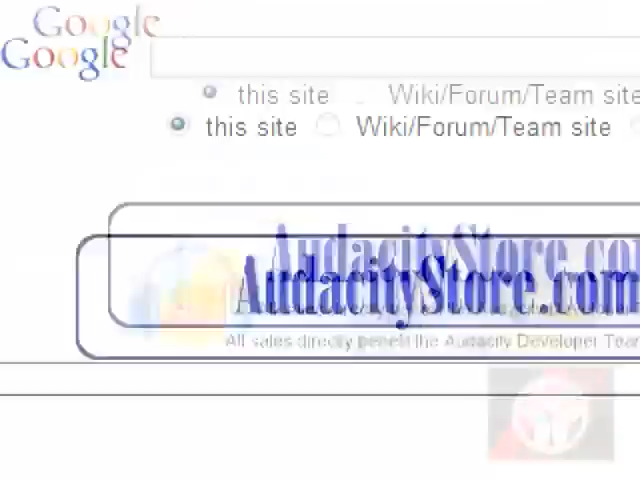 Google
Google
this site Wiki/Forum/Team site
this site Wiki/Forum/Team site
AudacityStore.co
AudacityStore.com
All sales directly benefit the Audacity Developer Team